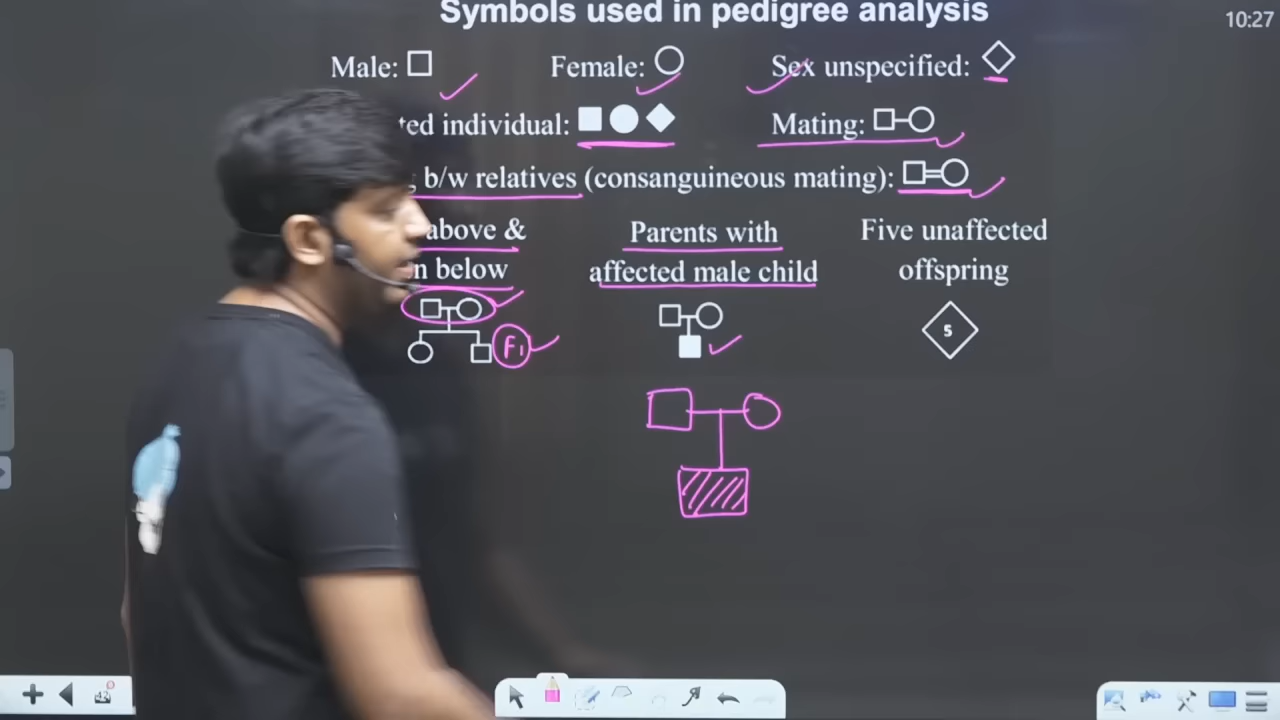 Symbols used in pedigree analysis
10:27
Male: Female: Sex unspecified:
individual: Mating:
b/w relatives (consanguineous mating):
above & Parents with Five unaffected
below affected male child offspring
F1
5